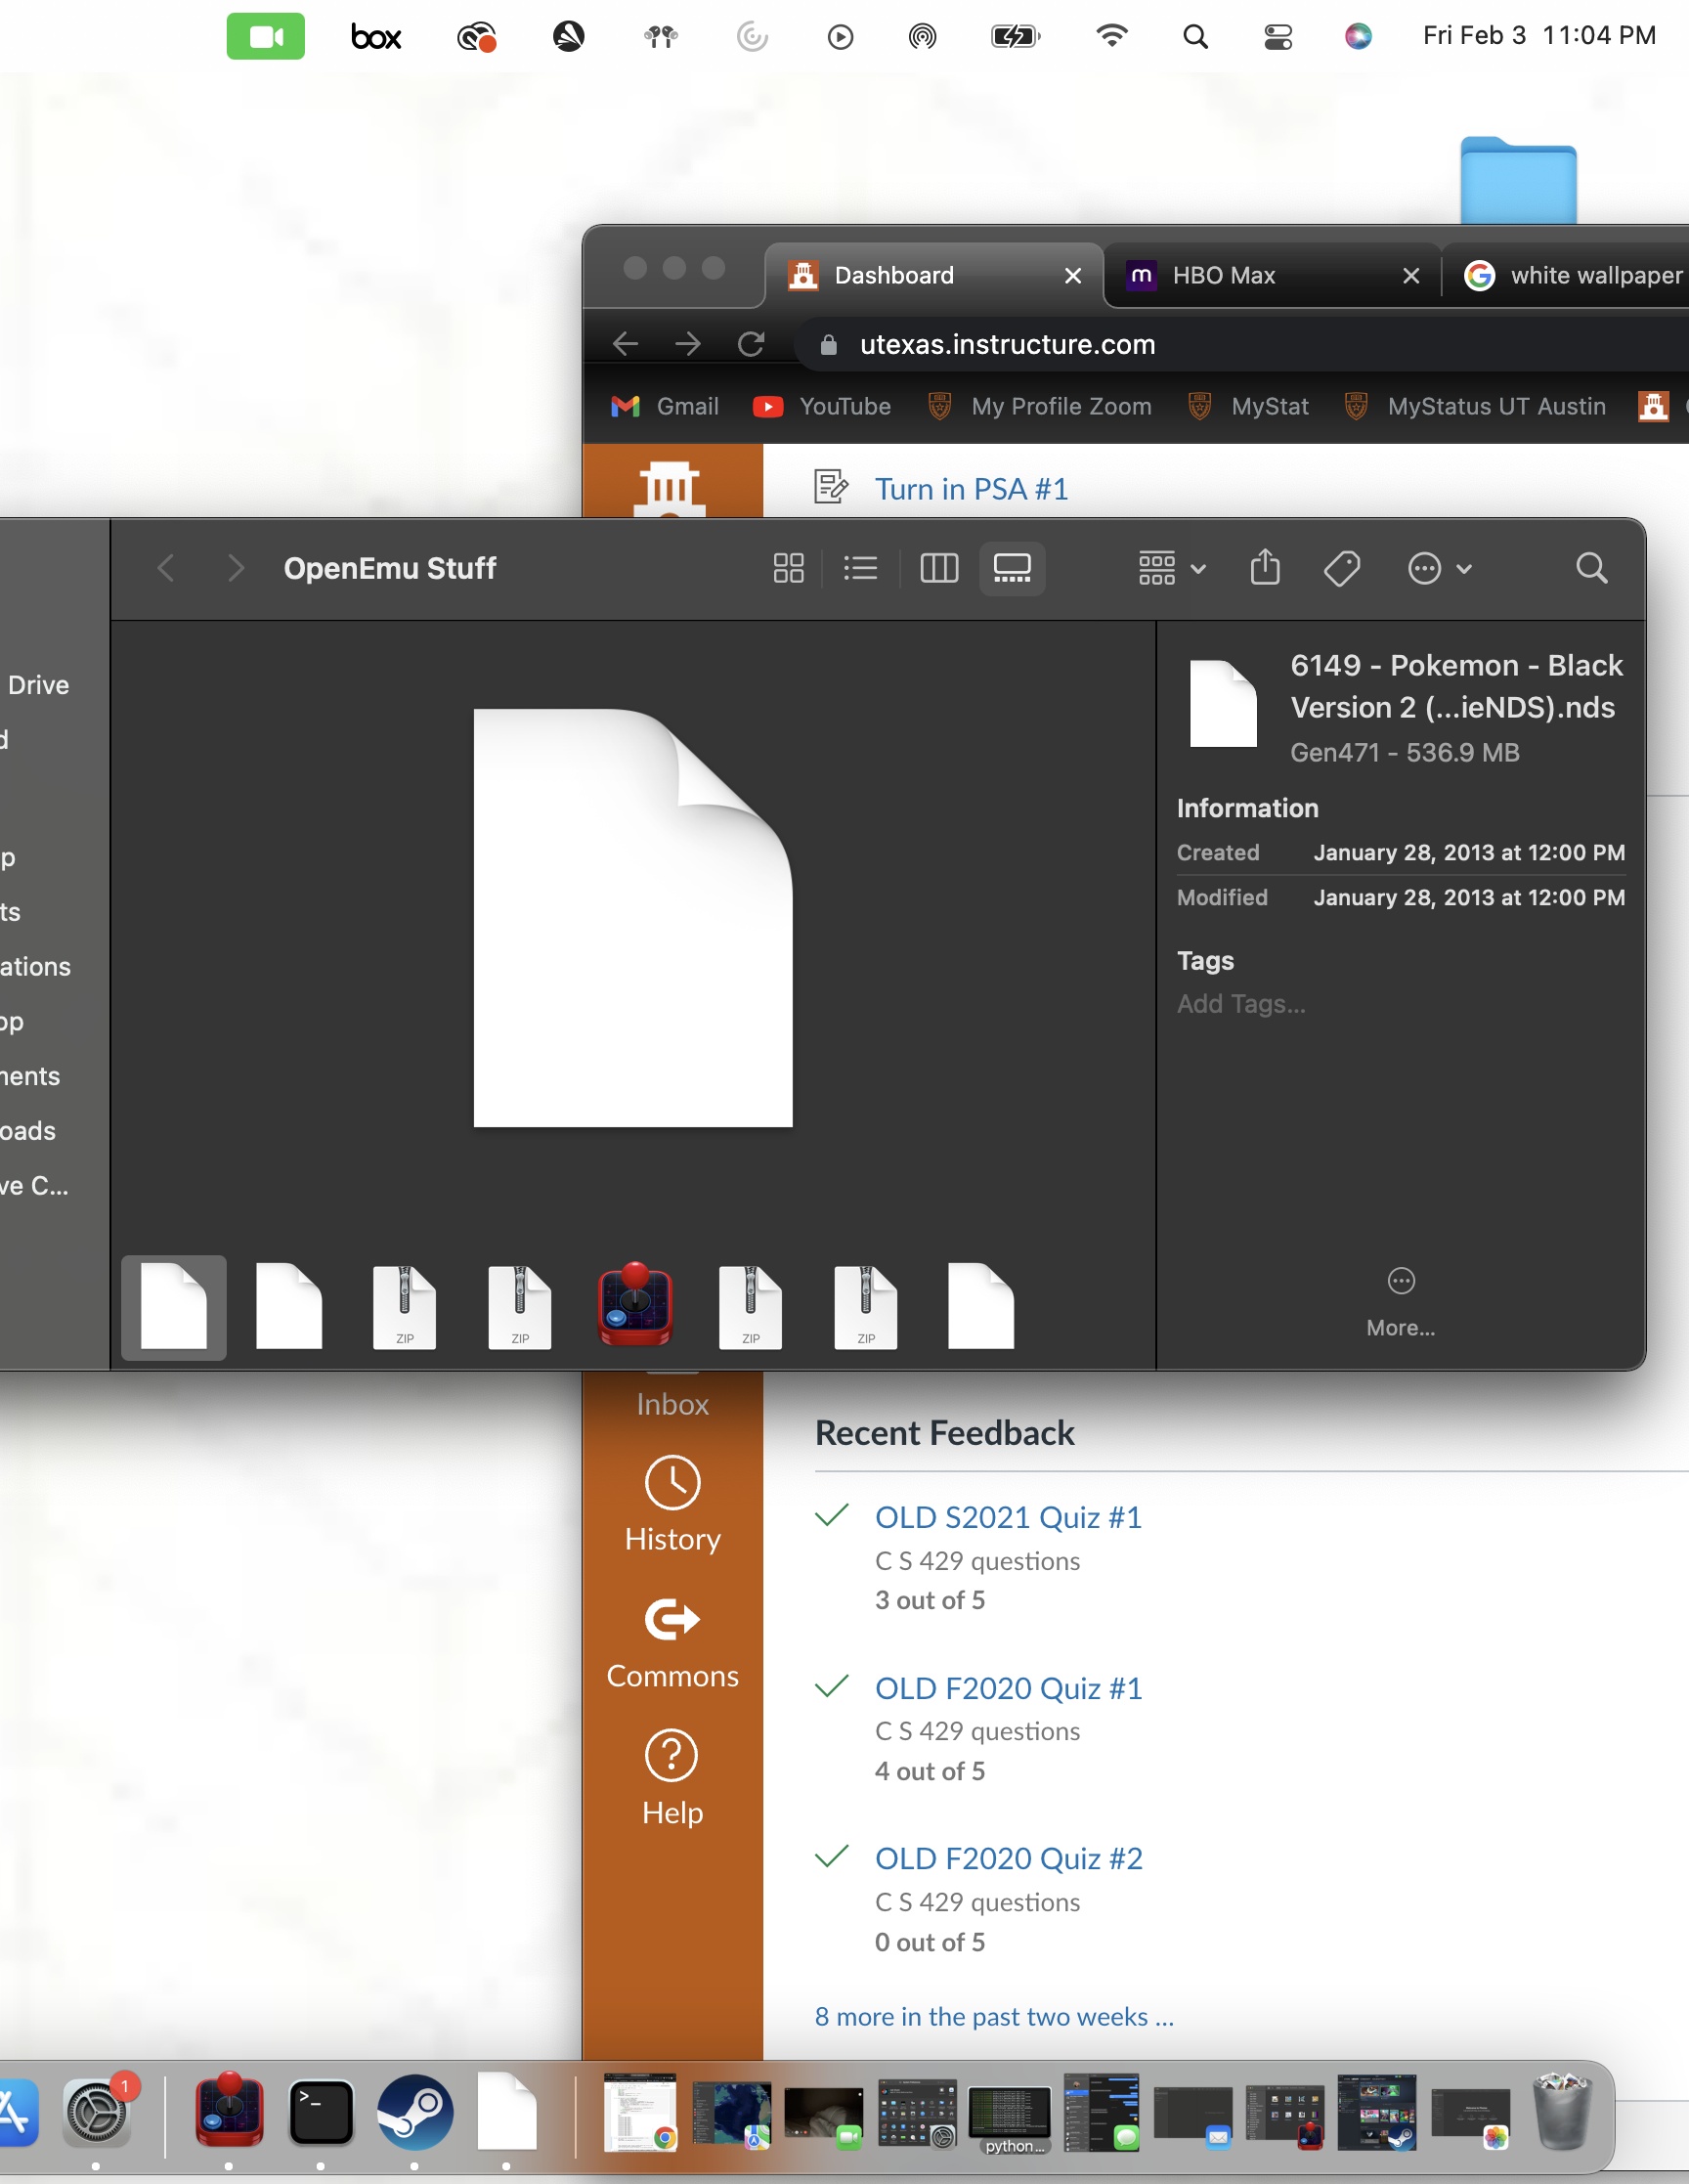 box
Fri Feb 3 11:04 PM
Dashboard
HBO Max
white wallpaper
utexas.instructure.com
Gmail
YouTube
My Profile Zoom
MyStat
MyStatus UT Austin
Turn in PSA #1
OpenEmu Stuff
Drive
d
p
ts
ations
op
nents
oads
ve C...
6149 - Pokemon - Black
Version 2 (...ieNDS).nds
Gen471 - 536.9 MB
Information
Created January 28, 2013 at 12:00 PM
Modified January 28, 2013 at 12:00 PM
Tags
Add Tags...
ZIP
ZIP
ZIP
ZIP
More...
Inbox
History
Commons
Help
Recent Feedback
OLD S2021 Quiz #1
C S 429 questions
3 out of 5
OLD F2020 Quiz #1
C S 429 questions
4 out of 5
OLD F2020 Quiz #2
C S 429 questions
0 out of 5
8 more in the past two weeks ...
1
>_
python...